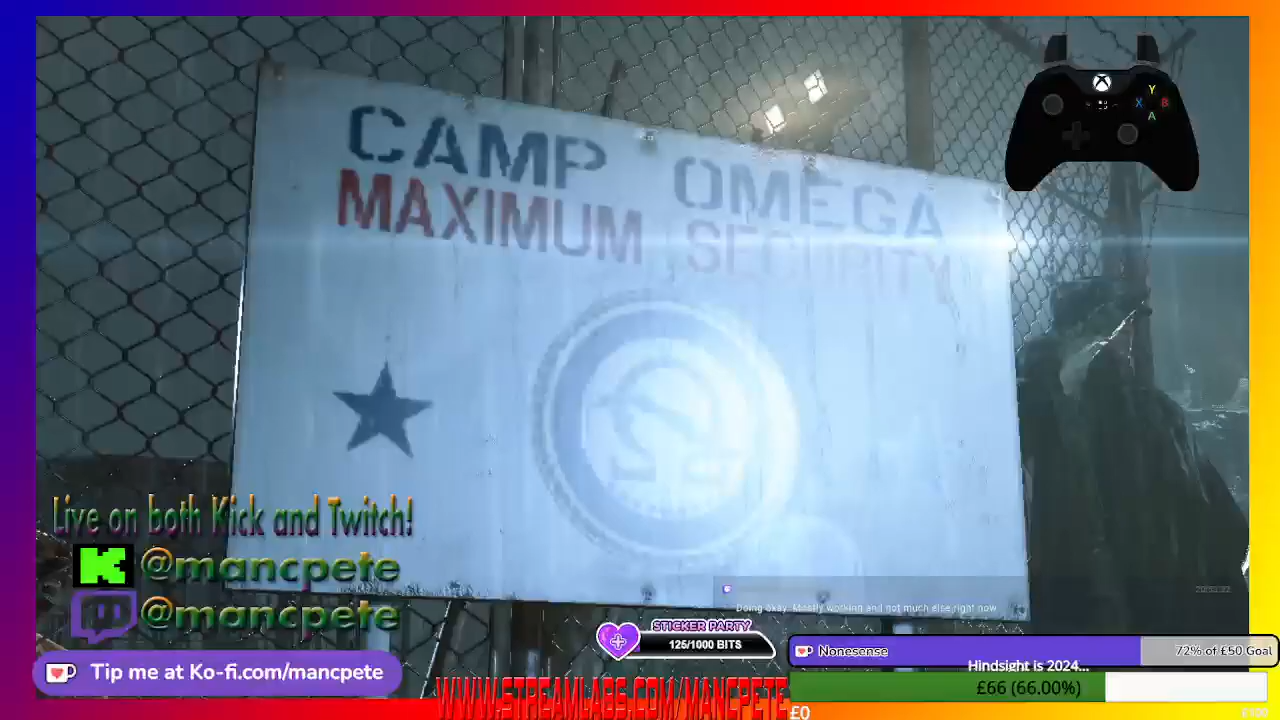 CAMP OMEGA
MAXIMUM SECURITY
Y
X B
A
Live on both Kick and Twitch!
K @mancpete
@mancpete
Doing okay. Mostly working and not much else right now
STICKER PARTY
125/1000 BITS
Nonesense 72% of £50 Goal
Tip me at Ko-fi.com/mancpete
Hindsight is 2024...
£66 (66.00%)
WWW.STREAMLABS.COM/MANCPETE
£0 £100